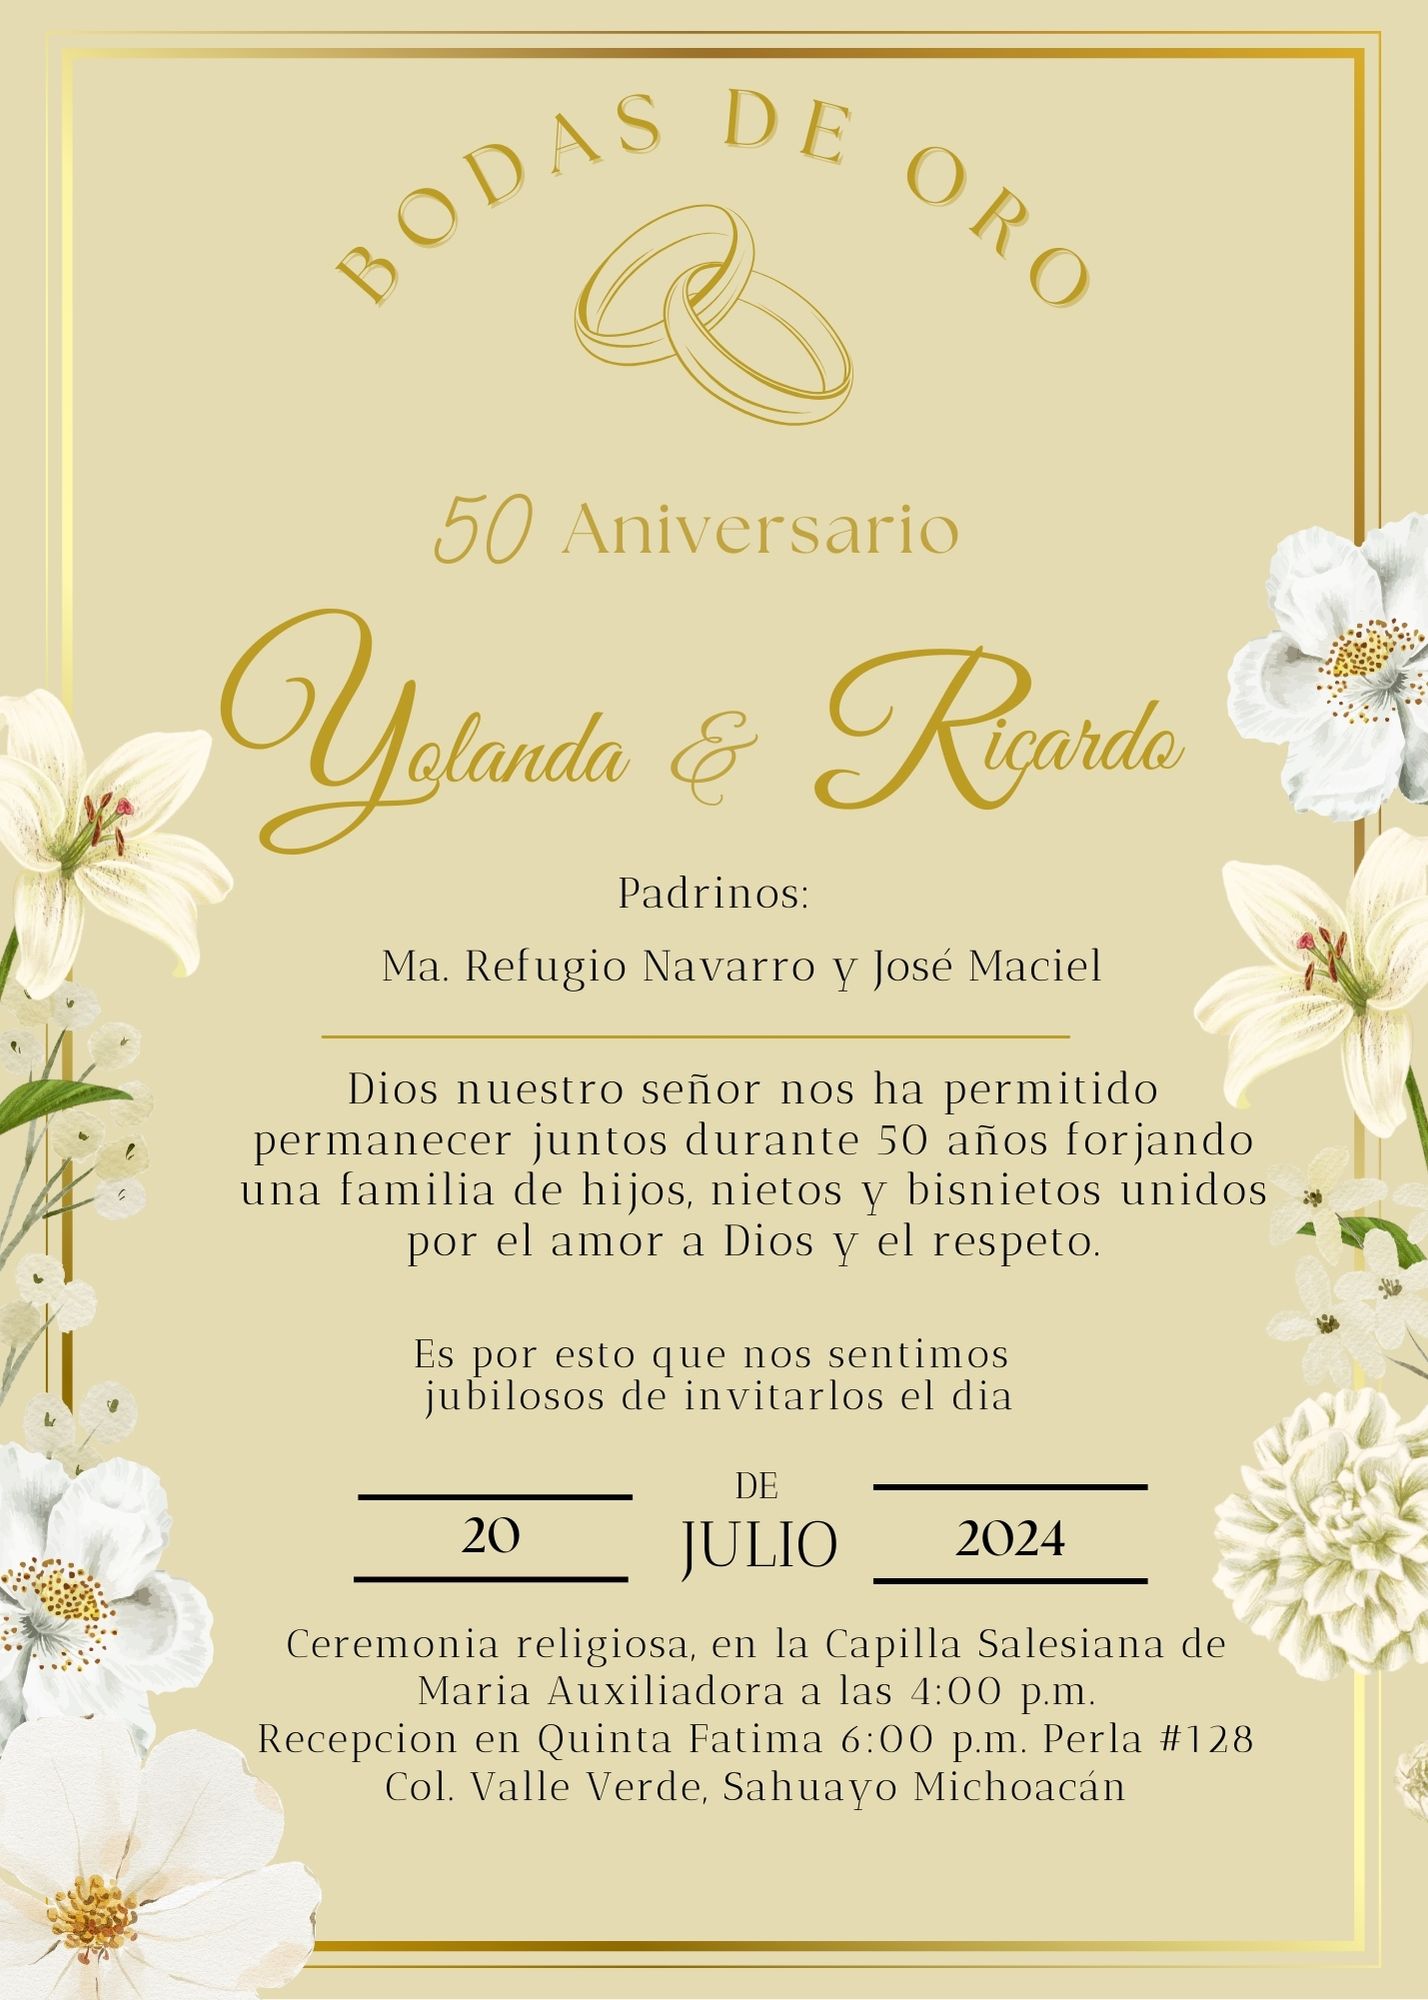 BODAS DE ORO
50 Aniversario
Yolanda & Ricardo
Padrinos:
Ma. Refugio Navarro y José Maciel
Dios nuestro señor nos ha permitido
permanecer juntos durante 50 años forjando
una familia de hijos, nietos y bisnietos unidos
por el amor a Dios y el respeto.
Es por esto que nos sentimos
jubilosos de invitarlos el dia
DE
20 JULIO 2024
Ceremonia religiosa, en la Capilla Salesiana de
Maria Auxiliadora a las 4:00 p.m.
Recepcion en Quinta Fatima 6:00 p.m. Perla #128
Col. Valle Verde, Sahuayo Michoacán